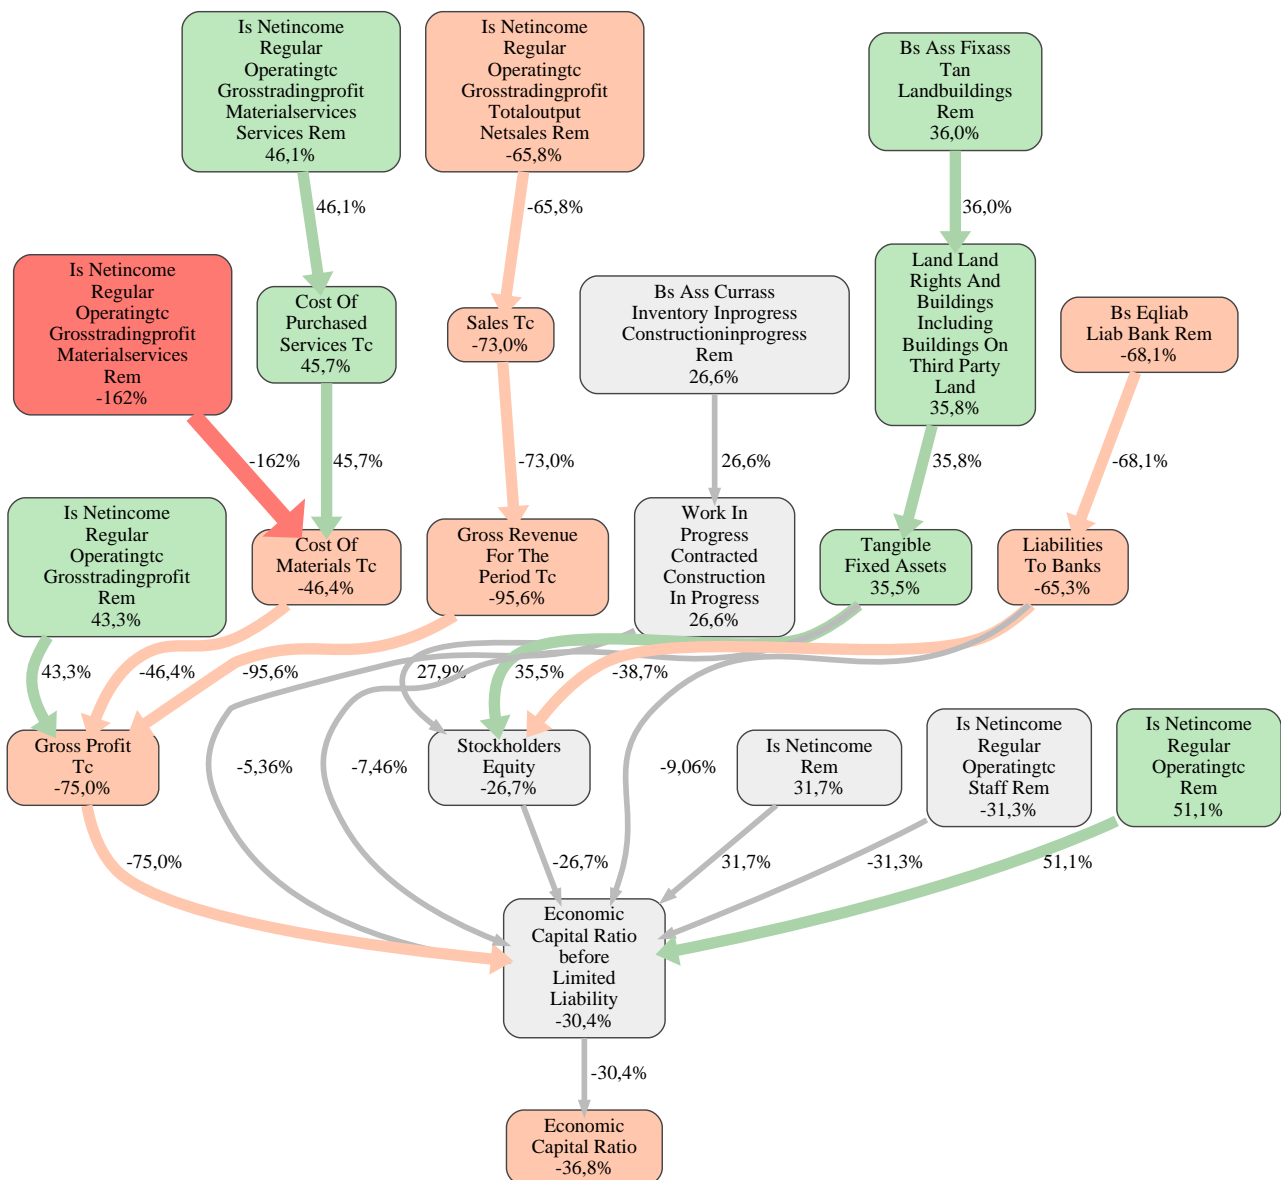 Is Netincome
Regular
Operatingtc
Grosstradingprofit
Materialservices
Services Rem
46,1%
Is Netincome
Regular
Operatingtc
Grosstradingprofit
Totaloutput
Netsales Rem
-65,8%
Bs Ass Fixass
Tan
Landbuildings
Rem
36,0%
46,1%
-65,8%
36,0%
Is Netincome
Regular
Operatingtc
Grosstradingprofit
Materialservices
Rem
-162%
Cost Of
Purchased
Services Tc
45,7%
Sales Tc
-73,0%
Bs Ass Currass
Inventory Inprogress
Constructioninprogress
Rem
26,6%
Land Land
Rights And
Buildings
Including
Buildings On
Third Party
Land
35,8%
Bs Eqliab
Liab Bank Rem
-68,1%
-162%
45,7%
-73,0%
26,6%
35,8%
-68,1%
Is Netincome
Regular
Operatingtc
Grosstradingprofit
Rem
43,3%
Cost Of
Materials Tc
-46,4%
Gross Revenue
For The
Period Tc
-95,6%
Work In
Progress
Contracted
Construction
In Progress
26,6%
Tangible
Fixed Assets
35,5%
Liabilities
To Banks
-65,3%
43,3%
-46,4%
-95,6%
27,9%
35,5%
-38,7%
Gross Profit
Tc
-75,0%
-5,36%
-7,46%
Stockholders
Equity
-26,7%
-9,06%
Is Netincome
Rem
31,7%
Is Netincome
Regular
Operatingtc
Staff Rem
-31,3%
Is Netincome
Regular
Operatingtc
Rem
51,1%
-75,0%
-26,7%
31,7%
-31,3%
51,1%
Economic
Capital Ratio
before
Limited
Liability
-30,4%
-30,4%
Economic
Capital Ratio
-36,8%